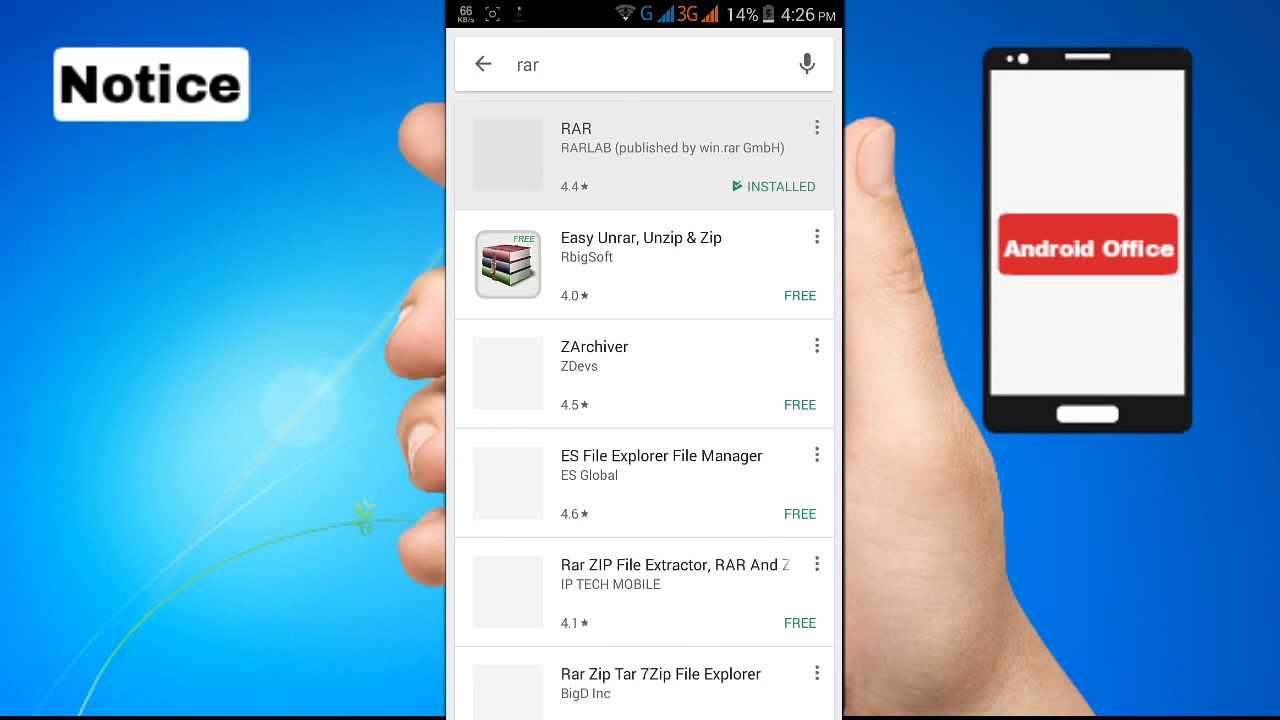 Notice
66
KB/s
G 3G 14% 4:26 PM
rar
RAR
RARLAB (published by win.rar GmbH)
4.4★ INSTALLED
FREE
Easy Unrar, Unzip & Zip
RbigSoft
4.0★ FREE
ZArchiver
ZDevs
4.5★ FREE
ES File Explorer File Manager
ES Global
4.6★ FREE
Rar ZIP File Extractor, RAR And Z
IP TECH MOBILE
4.1★ FREE
Rar Zip Tar 7Zip File Explorer
BigD Inc
Android Office